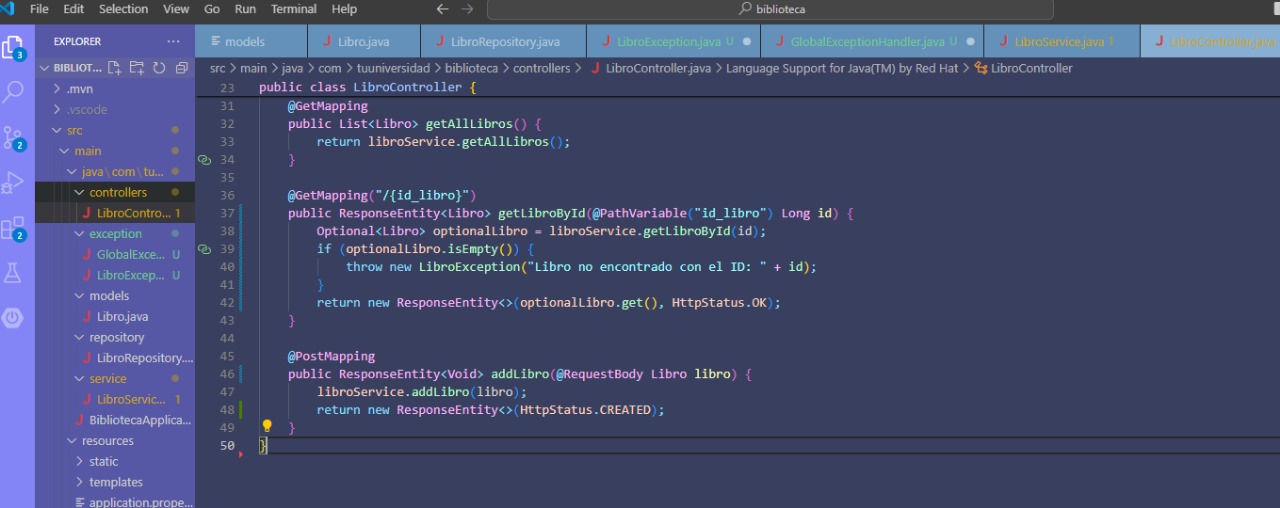 File Edit Selection View Go Run Terminal Help ← → biblioteca
EXPLORER ... models Libro.java LibroRepository.java LibroException.java U GlobalExceptionHandler.java U LibroService.java 1 LibroController.java
BIBLIOT... src > main > java > com > tuuniversidad > biblioteca > controllers > LibroController.java > Language Support for Java(TM) by Red Hat > LibroController
3
.mvn
.vscode
src
2
main
java\com\tu...
controllers
LibroContro... 1
2
exception
GlobalExce... U
LibroExcep... U
models
Libro.java
repository
LibroRepository....
service
LibroServic... 1
BibliotecaApplica...
resources
static
templates
application.prope...
23 public class LibroController {
31 @GetMapping
32 public List<Libro> getAllLibros() {
33 return libroService.getAllLibros();
34 }
35
36 @GetMapping("/{id_libro}")
37 public ResponseEntity<Libro> getLibroById(@PathVariable("id_libro") Long id) {
38 Optional<Libro> optionalLibro = libroService.getLibroById(id);
39 if (optionalLibro.isEmpty()) {
40 throw new LibroException("Libro no encontrado con el ID: " + id);
41 }
42 return new ResponseEntity<>(optionalLibro.get(), HttpStatus.OK);
43 }
44
45 @PostMapping
46 public ResponseEntity<Void> addLibro(@RequestBody Libro libro) {
47 libroService.addLibro(libro);
48 return new ResponseEntity<>(HttpStatus.CREATED);
49 }
50 }